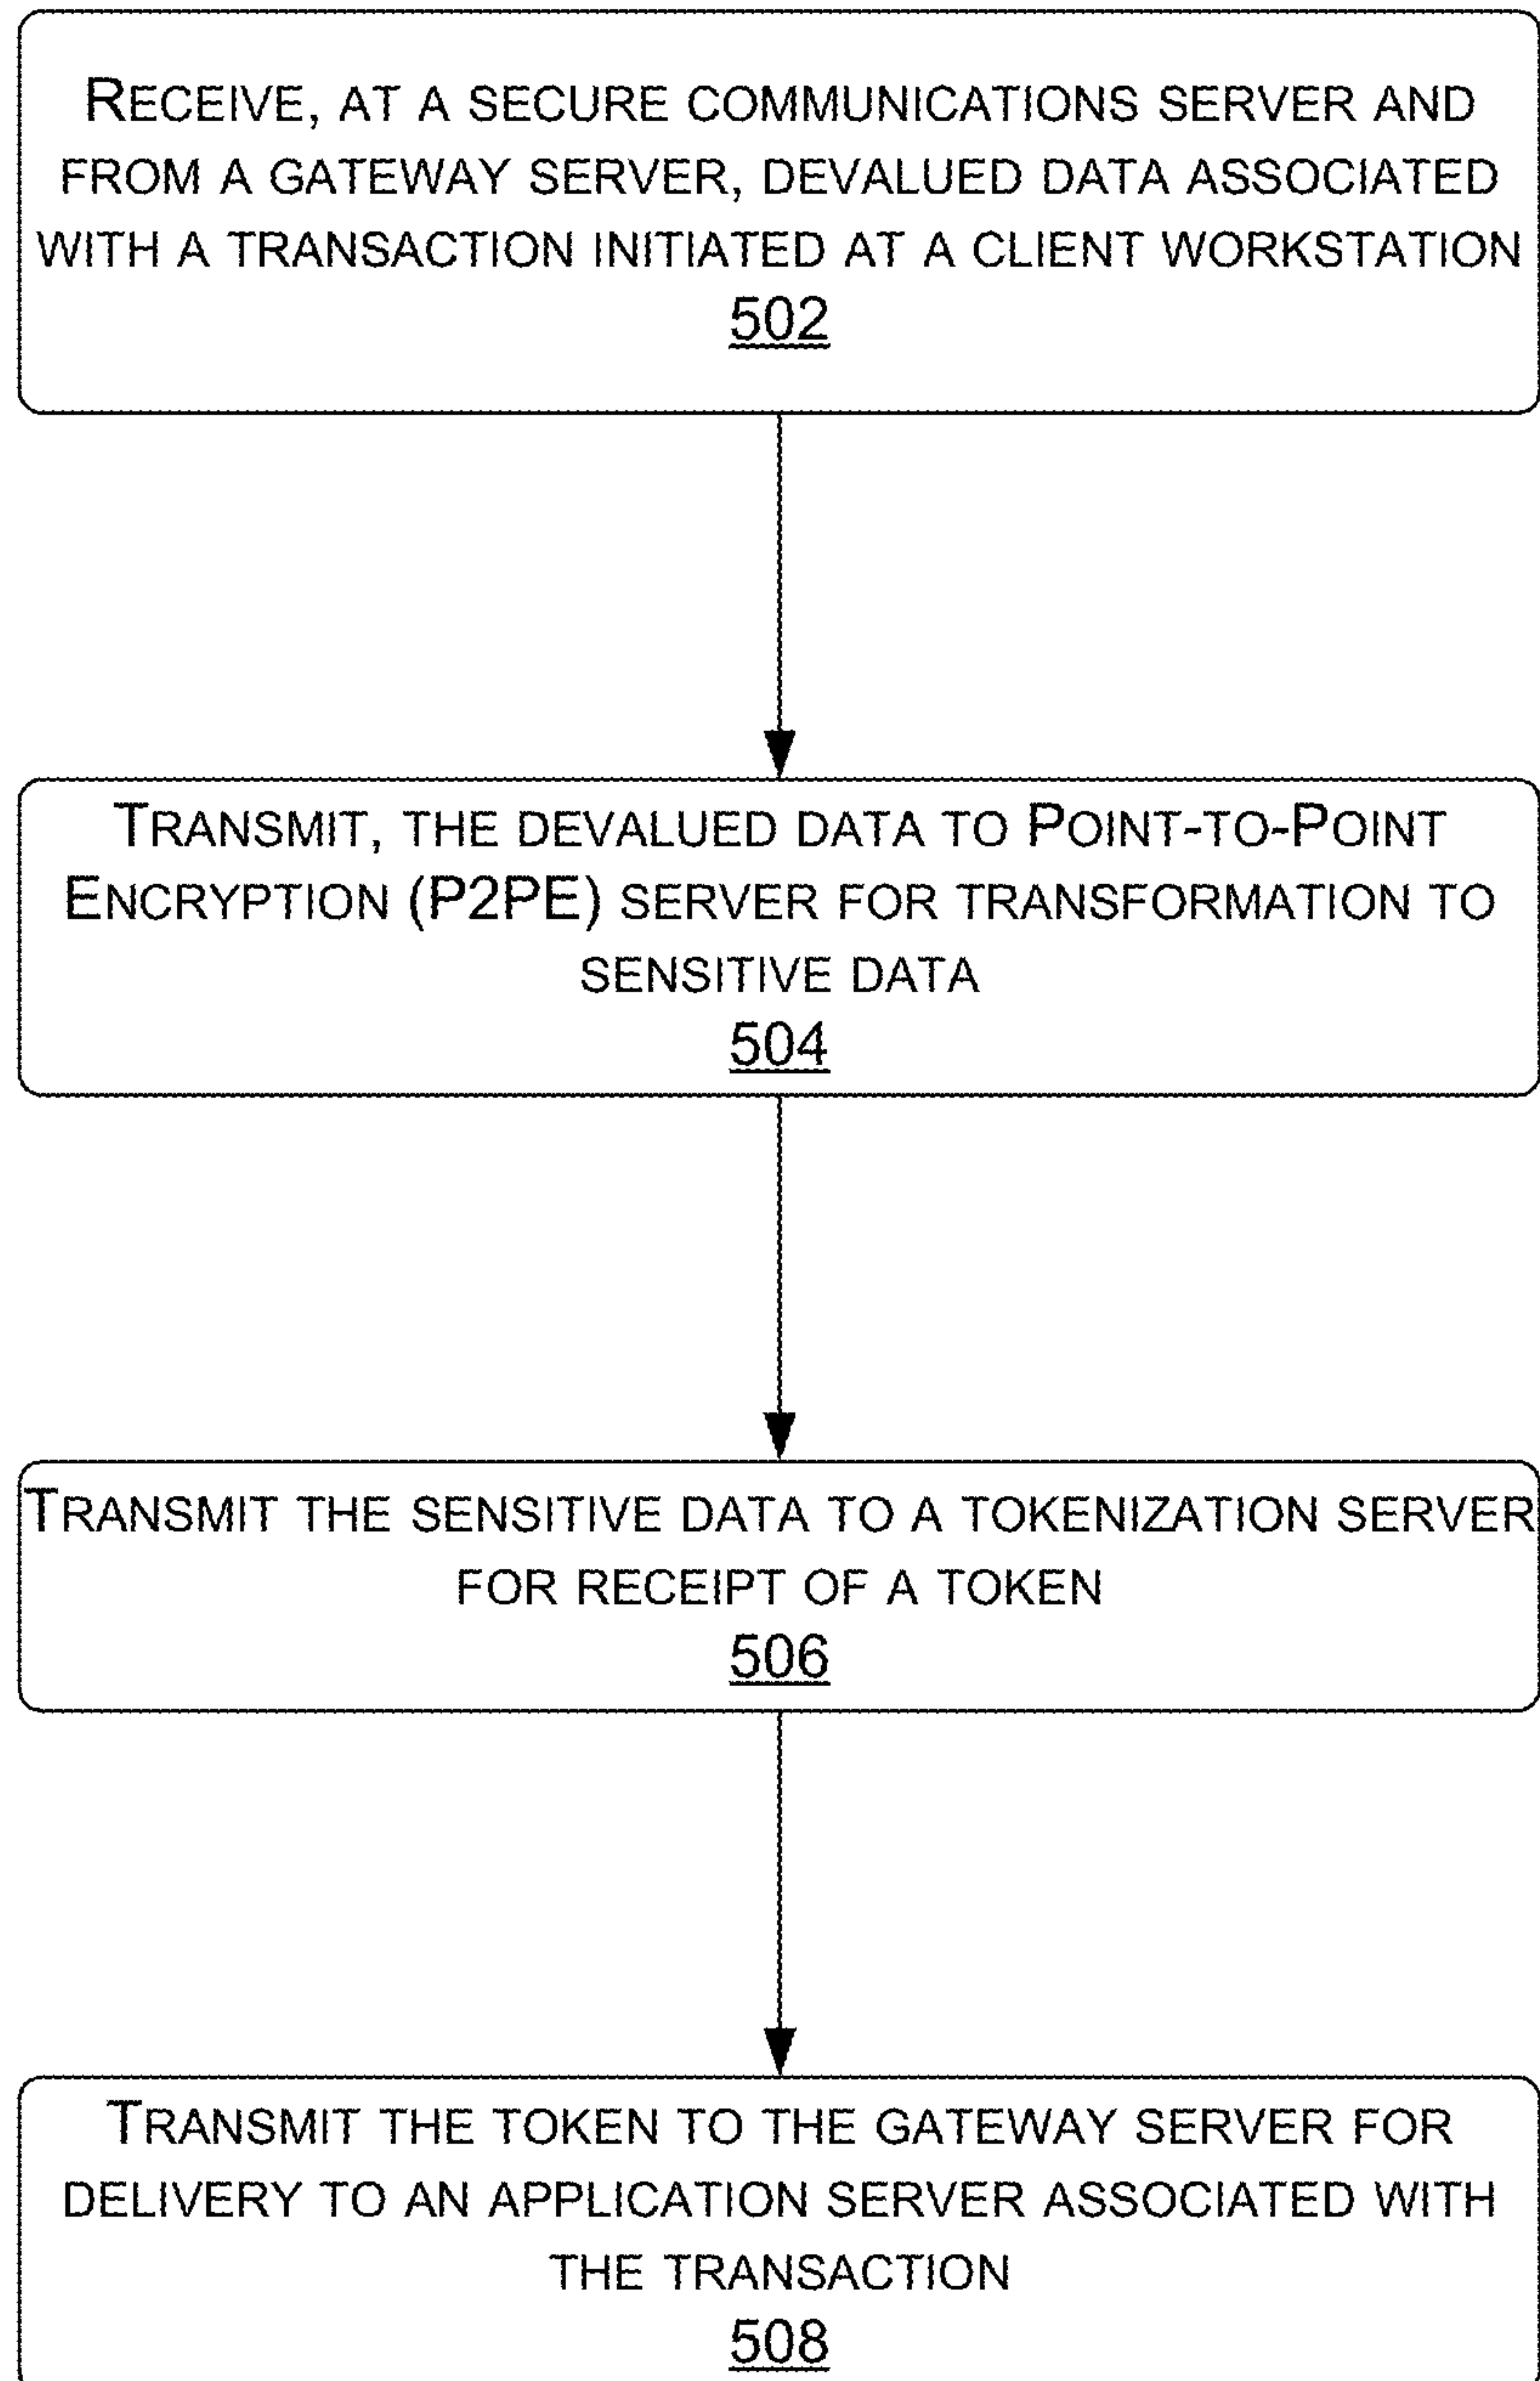 RECEIVE, AT A SECURE COMMUNICATIONS SERVER AND
FROM A GATEWAY SERVER, DEVALUED DATA ASSOCIATED
WITH A TRANSACTION INITIATED AT A CLIENT WORKSTATION
502
TRANSMIT, THE DEVALUED DATA TO POINT-TO-POINT
ENCRYPTION (P2PE) SERVER FOR TRANSFORMATION TO
SENSITIVE DATA
504
TRANSMIT THE SENSITIVE DATA TO A TOKENIZATION SERVER
FOR RECEIPT OF A TOKEN
506
TRANSMIT THE TOKEN TO THE GATEWAY SERVER FOR
DELIVERY TO AN APPLICATION SERVER ASSOCIATED WITH
THE TRANSACTION
508